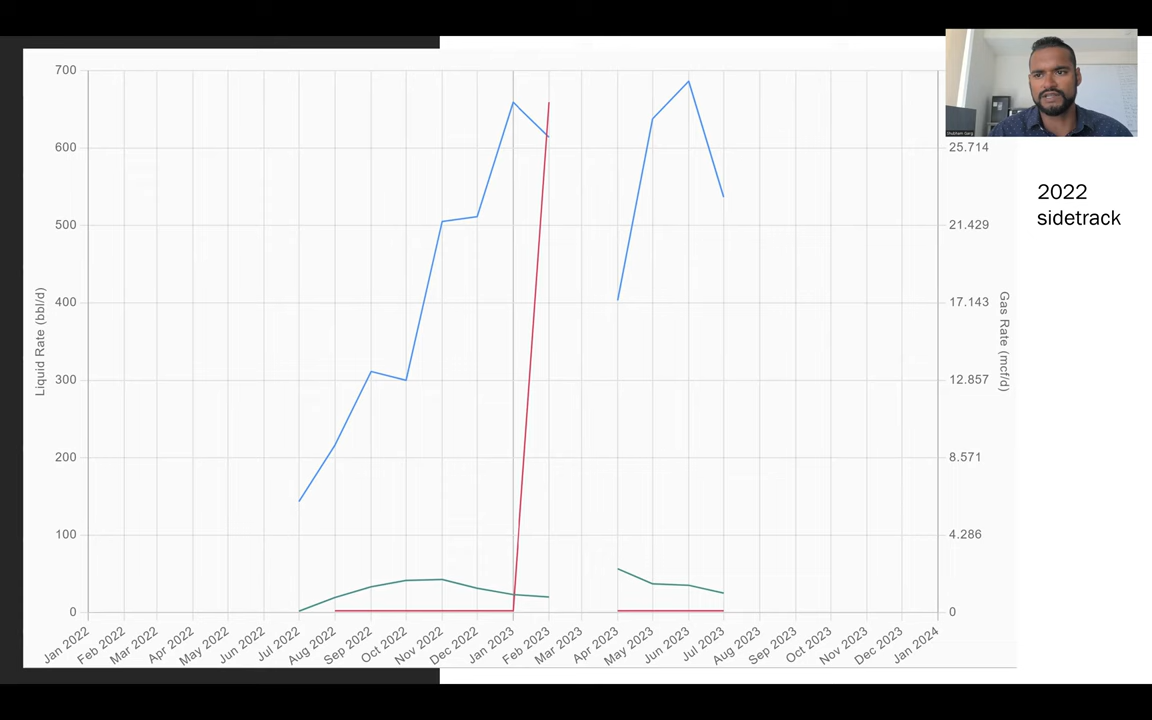 700
600
500
400
300
200
100
0
Liquid Rate (bbl/d)
25.714
21.429
17.143
12.857
8.571
4.286
0
Gas Rate (mcf/d)
Jan 2022
Feb 2022
Mar 2022
Apr 2022
May 2022
Jun 2022
Jul 2022
Aug 2022
Sep 2022
Oct 2022
Nov 2022
Dec 2022
Jan 2023
Feb 2023
Mar 2023
Apr 2023
May 2023
Jun 2023
Jul 2023
Aug 2023
Sep 2023
Oct 2023
Nov 2023
Dec 2023
Jan 2024
2022
sidetrack